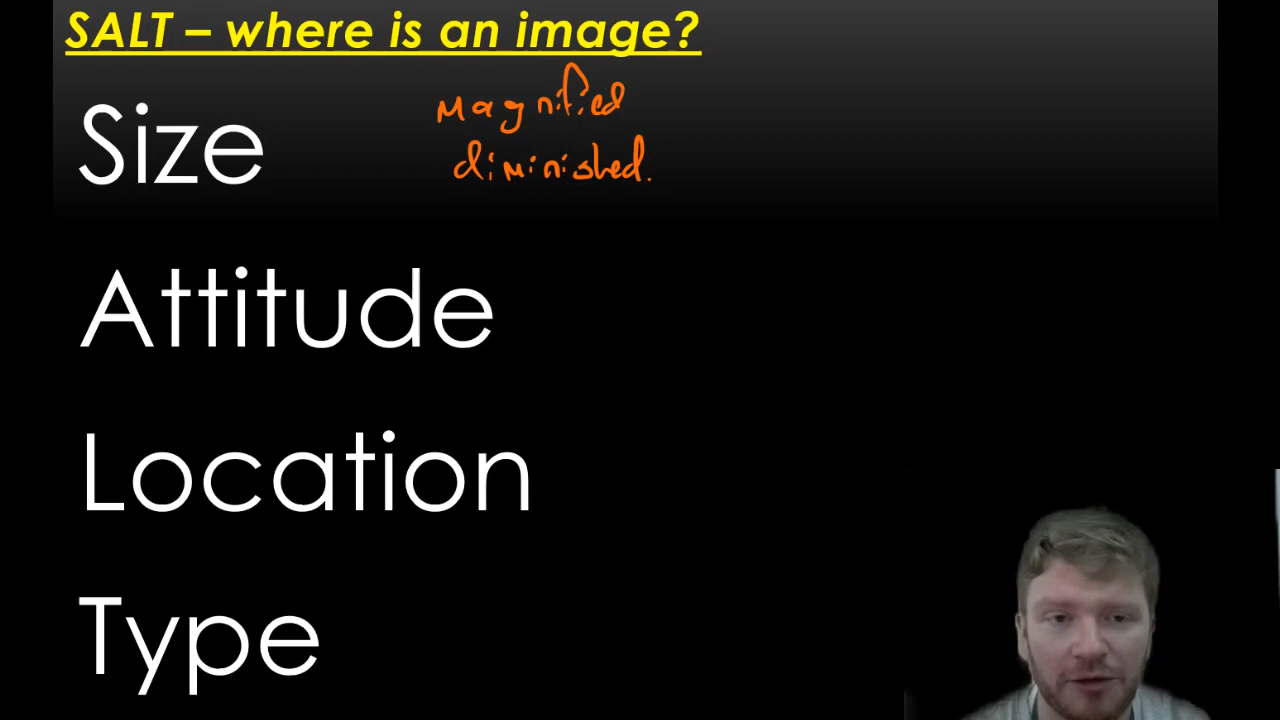 SALT – where is an image?
Magnified
Size
diminished.
Attitude
Location
Type